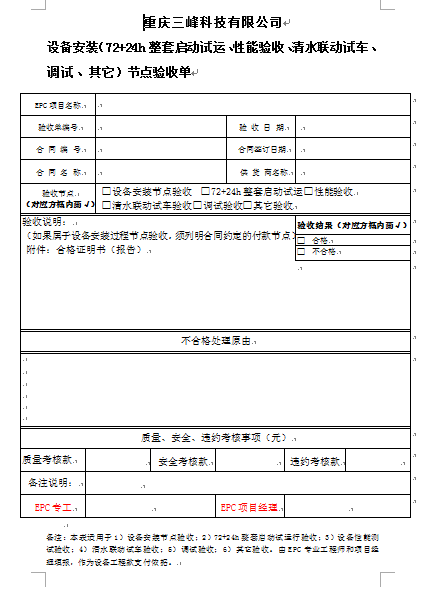 重庆三峰科技有限公司
设备安装(72+24h 整套启动试运、性能验收、清水联动试车、
调试、其它)节点验收单
EPC 项目名称
验收单编号 验 收 日 期
合 同 编 号 合同签订日期
合 同 名 称 供 货 商名称
验收节点 □设备安装节点验收 □72+24h 整套启动试运□性能验收
(对应方框内画√) □清水联动试车验收□调试验收□其它验收
验收说明: 验收结果(对应方框内画√)
(如果属于设备安装过程节点验收,须列明合同约定的付款节点) □ 合格
附件:合格证明书(报告) □ 不合格
不合格处理原由
质量、安全、违约考核事项(元)
质量考核款 安全考核款 违约考核款
备注说明:
EPC 专工 EPC 项目经理
备注:本表适用于 1)设备安装节点验收;2)72+24h 整套启动试运行验收;3)设备性能测
试验收;4)清水联动试车验收;5)调试验收;6)其它验收。由 EPC 专业工程师和项目经
理填报,作为设备工程款支付依据。